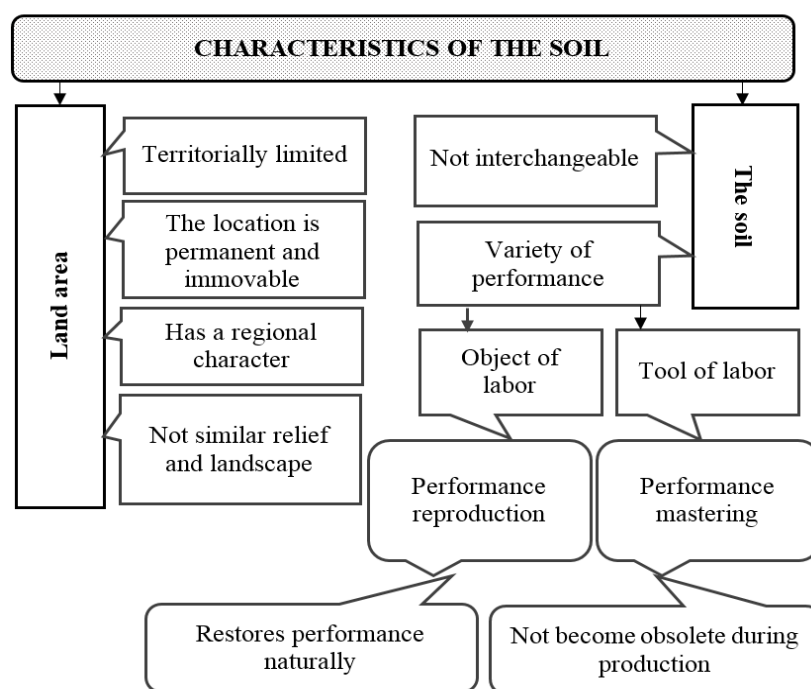 CHARACTERISTICS OF THE SOIL
Land area
Territorially limited
The location is
permanent and
immovable
Has a regional
character
Not similar relief
and landscape
The soil
Not interchangeable
Variety of
performance
Object of
labor
Tool of labor
Performance
reproduction
Performance
mastering
Restores performance
naturally
Not become obsolete during
production